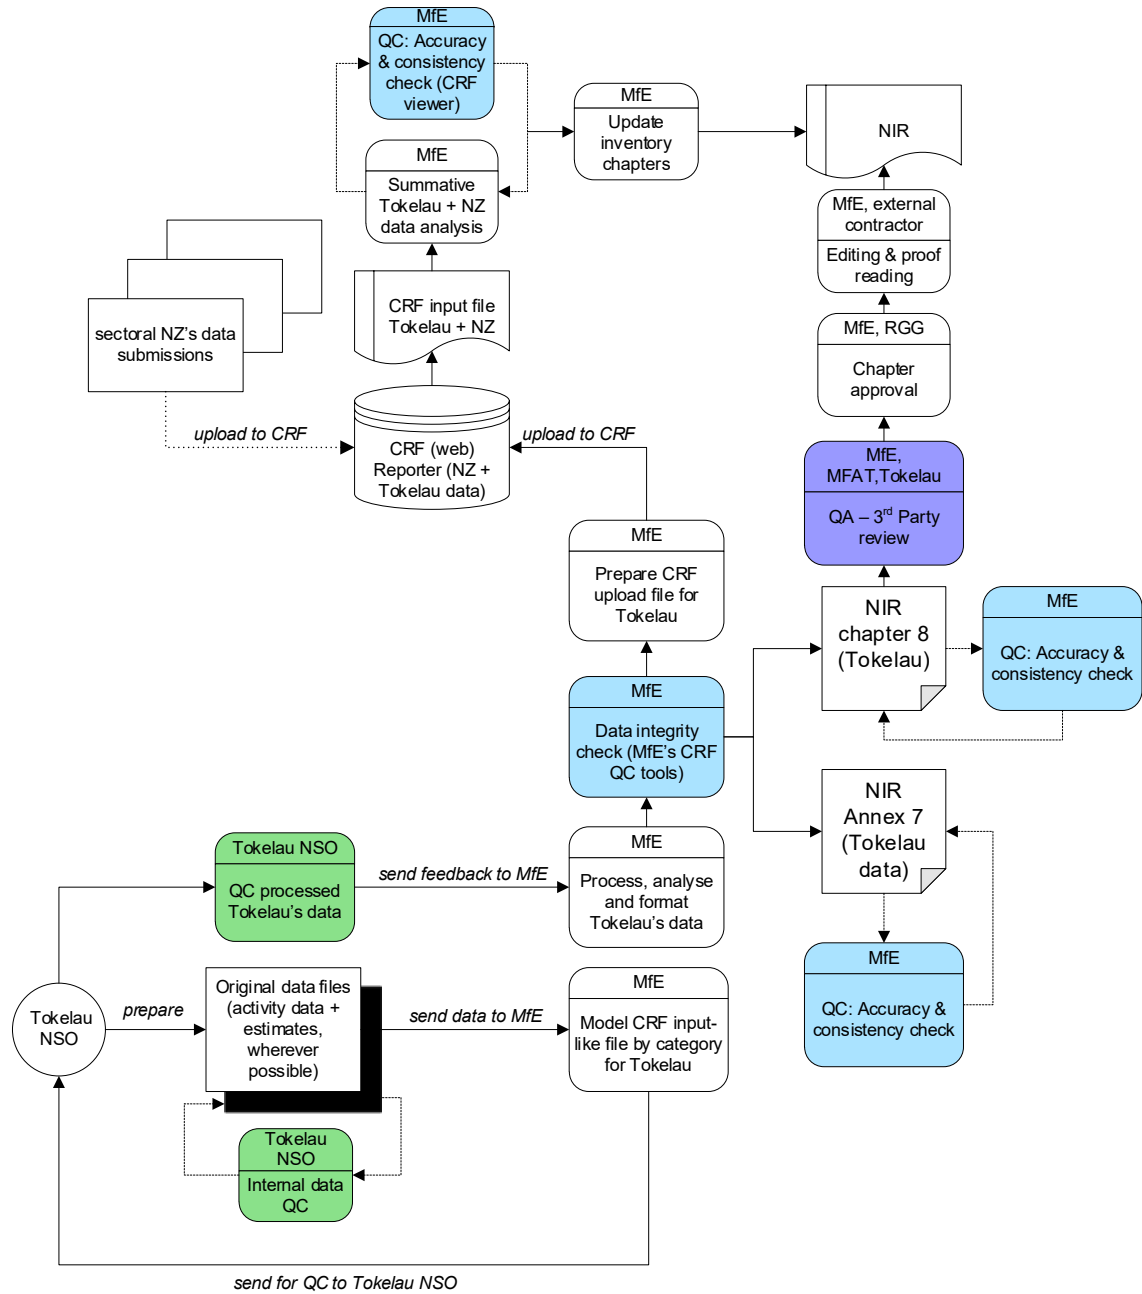 MfE
QC: Accuracy
& consistency
check (CRF
viewer)
MfE
Update
inventory
chapters
NIR
MfE
Summative
Tokelau + NZ
data analysis
MfE, external
contractor
Editing & proof
reading
CRF input file
Tokelau + NZ
sectoral NZ's data
submissions
MfE, RGG
Chapter
approval
upload to CRF
upload to CRF
CRF (web)
Reporter (NZ +
Tokelau data)
MfE,
MFAT,Tokelau
QA – 3rd Party
review
MfE
Prepare CRF
upload file for
Tokelau
NIR
chapter 8
(Tokelau)
MfE
QC: Accuracy &
consistency check
MfE
Data integrity
check (MfE's CRF
QC tools)
NIR
Annex 7
(Tokelau
data)
Tokelau NSO
QC processed
Tokelau's data
send feedback to MfE
MfE
Process, analyse
and format
Tokelau's data
MfE
QC: Accuracy &
consistency check
Tokelau
NSO
prepare
Original data files
(activity data +
estimates,
wherever
possible)
send data to MfE
MfE
Model CRF input-
like file by category
for Tokelau
Tokelau
NSO
Internal data
QC
send for QC to Tokelau NSO